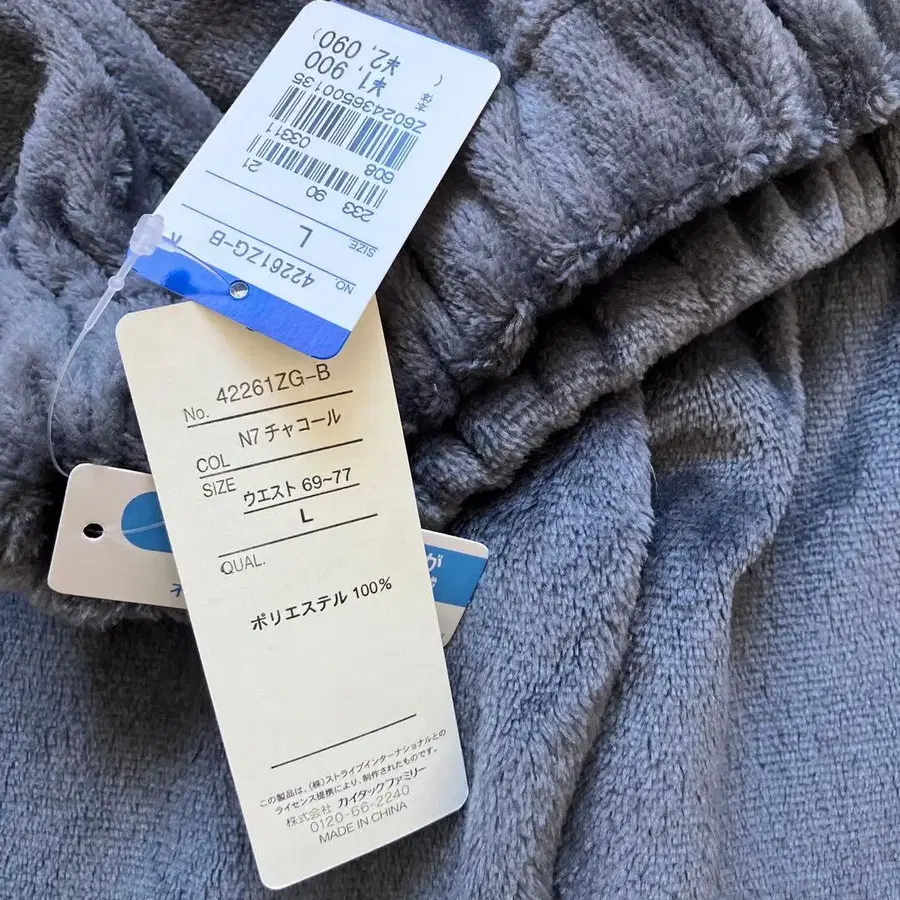 NO. 42261ZG-B
SIZE. L
233 90 21
608 03311
2602436500135
(本体
¥1,900
¥2,090)
No. 42261ZG-B
COL N7 チャコール
SIZE ウエスト 69~77
L
QUAL.
ポリエステル 100%
この製品は、(株)ストライプインターナショナルとの
ライセンス提携により、制作されたものです。
株式会社 カイタックファミリー
0120-66-2240
MADE IN CHINA
が